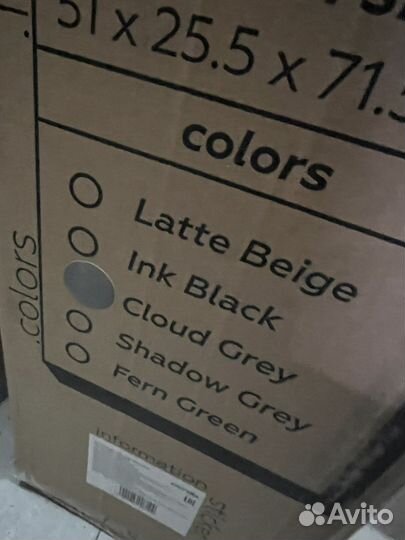 51 x 25.5 x 71.5
colors
Latte Beige
Ink Black
Cloud Grey
Shadow Grey
Fern Green
colors
information
Sticker
Avito